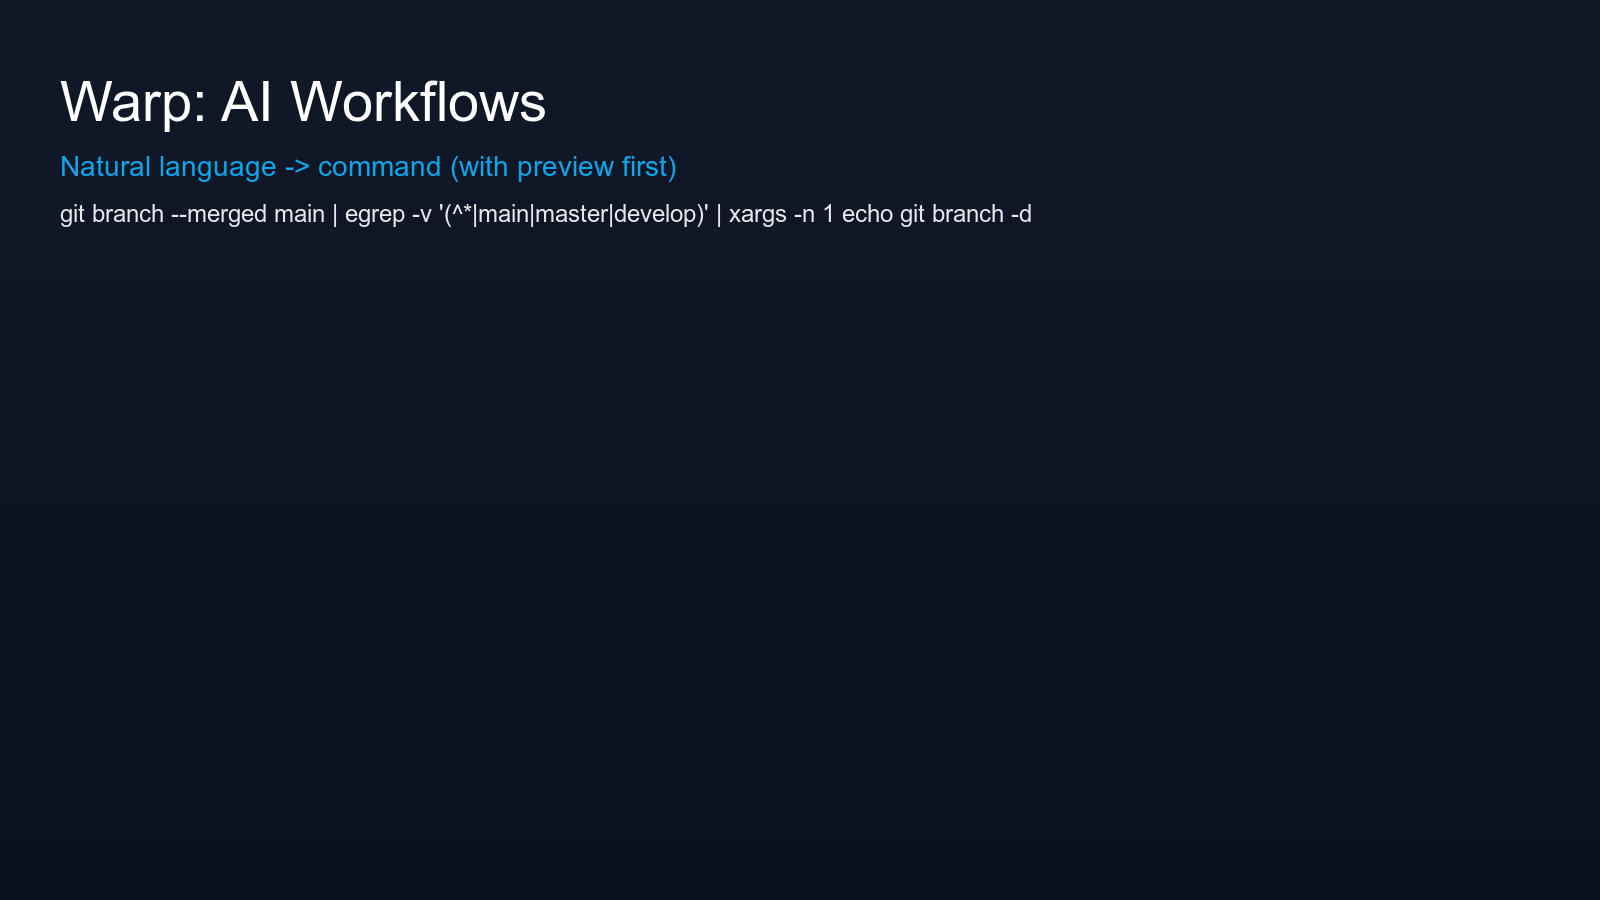 Warp: AI Workflows
Natural language -> command (with preview first)
git branch --merged main | egrep -v '(^*|main|master|develop)' | xargs -n 1 echo git branch -d